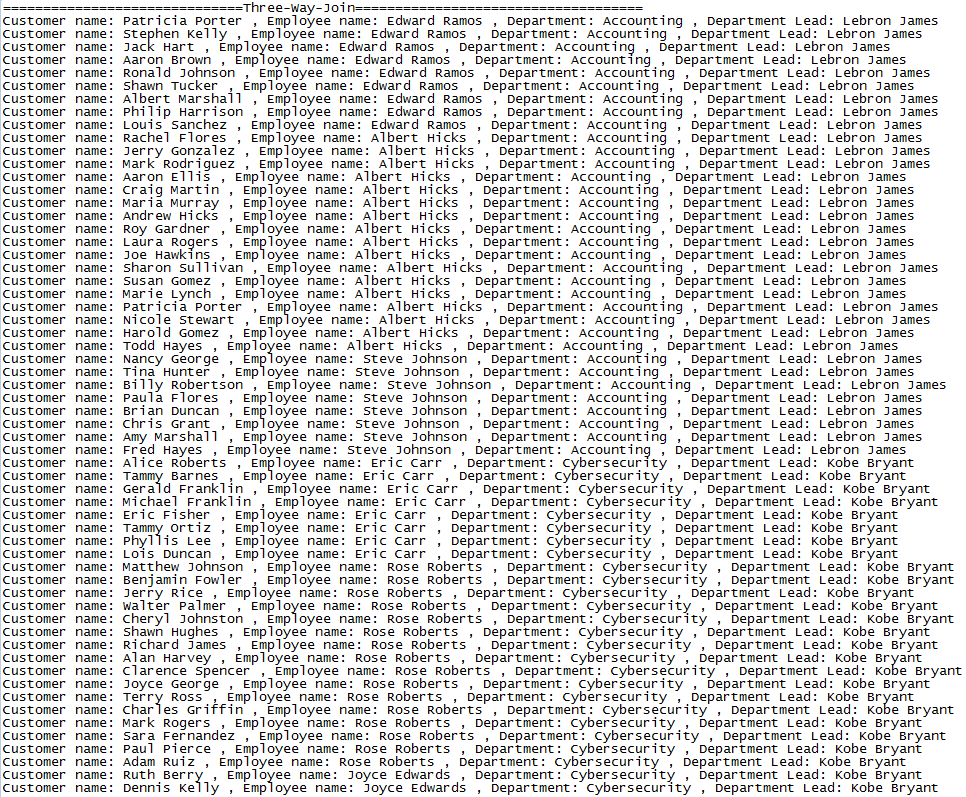 ==============================Three-Way-Join====================================
Customer name: Patricia Porter , Employee name: Edward Ramos , Department: Accounting , Department Lead: Lebron James
Customer name: Stephen Kelly , Employee name: Edward Ramos , Department: Accounting , Department Lead: Lebron James
Customer name: Jack Hart , Employee name: Edward Ramos , Department: Accounting , Department Lead: Lebron James
Customer name: Aaron Brown , Employee name: Edward Ramos , Department: Accounting , Department Lead: Lebron James
Customer name: Ronald Johnson , Employee name: Edward Ramos , Department: Accounting , Department Lead: Lebron James
Customer name: Shawn Tucker , Employee name: Edward Ramos , Department: Accounting , Department Lead: Lebron James
Customer name: Albert Marshall , Employee name: Edward Ramos , Department: Accounting , Department Lead: Lebron James
Customer name: Philip Harrison , Employee name: Edward Ramos , Department: Accounting , Department Lead: Lebron James
Customer name: Louis Sanchez , Employee name: Edward Ramos , Department: Accounting , Department Lead: Lebron James
Customer name: Rachel Flores , Employee name: Albert Hicks , Department: Accounting , Department Lead: Lebron James
Customer name: Jerry Gonzalez , Employee name: Albert Hicks , Department: Accounting , Department Lead: Lebron James
Customer name: Mark Rodriguez , Employee name: Albert Hicks , Department: Accounting , Department Lead: Lebron James
Customer name: Aaron Ellis , Employee name: Albert Hicks , Department: Accounting , Department Lead: Lebron James
Customer name: Craig Martin , Employee name: Albert Hicks , Department: Accounting , Department Lead: Lebron James
Customer name: Maria Murray , Employee name: Albert Hicks , Department: Accounting , Department Lead: Lebron James
Customer name: Andrew Hicks , Employee name: Albert Hicks , Department: Accounting , Department Lead: Lebron James
Customer name: Roy Gardner , Employee name: Albert Hicks , Department: Accounting , Department Lead: Lebron James
Customer name: Laura Rogers , Employee name: Albert Hicks , Department: Accounting , Department Lead: Lebron James
Customer name: Joe Hawkins , Employee name: Albert Hicks , Department: Accounting , Department Lead: Lebron James
Customer name: Sharon Sullivan , Employee name: Albert Hicks , Department: Accounting , Department Lead: Lebron James
Customer name: Susan Gomez , Employee name: Albert Hicks , Department: Accounting , Department Lead: Lebron James
Customer name: Marie Lynch , Employee name: Albert Hicks , Department: Accounting , Department Lead: Lebron James
Customer name: Patricia Porter , Employee name: Albert Hicks , Department: Accounting , Department Lead: Lebron James
Customer name: Nicole Stewart , Employee name: Albert Hicks , Department: Accounting , Department Lead: Lebron James
Customer name: Harold Gomez , Employee name: Albert Hicks , Department: Accounting , Department Lead: Lebron James
Customer name: Todd Hayes , Employee name: Albert Hicks , Department: Accounting , Department Lead: Lebron James
Customer name: Nancy George , Employee name: Steve Johnson , Department: Accounting , Department Lead: Lebron James
Customer name: Tina Hunter , Employee name: Steve Johnson , Department: Accounting , Department Lead: Lebron James
Customer name: Billy Robertson , Employee name: Steve Johnson , Department: Accounting , Department Lead: Lebron James
Customer name: Paula Flores , Employee name: Steve Johnson , Department: Accounting , Department Lead: Lebron James
Customer name: Brian Duncan , Employee name: Steve Johnson , Department: Accounting , Department Lead: Lebron James
Customer name: Chris Grant , Employee name: Steve Johnson , Department: Accounting , Department Lead: Lebron James
Customer name: Amy Marshall , Employee name: Steve Johnson , Department: Accounting , Department Lead: Lebron James
Customer name: Fred Hayes , Employee name: Steve Johnson , Department: Accounting , Department Lead: Lebron James
Customer name: Alice Roberts , Employee name: Eric Carr , Department: Cybersecurity , Department Lead: Kobe Bryant
Customer name: Tammy Barnes , Employee name: Eric Carr , Department: Cybersecurity , Department Lead: Kobe Bryant
Customer name: Gerald Franklin , Employee name: Eric Carr , Department: Cybersecurity , Department Lead: Kobe Bryant
Customer name: Michael Franklin , Employee name: Eric Carr , Department: Cybersecurity , Department Lead: Kobe Bryant
Customer name: Eric Fisher , Employee name: Eric Carr , Department: Cybersecurity , Department Lead: Kobe Bryant
Customer name: Tammy Ortiz , Employee name: Eric Carr , Department: Cybersecurity , Department Lead: Kobe Bryant
Customer name: Phyllis Lee , Employee name: Eric Carr , Department: Cybersecurity , Department Lead: Kobe Bryant
Customer name: Lois Duncan , Employee name: Eric Carr , Department: Cybersecurity , Department Lead: Kobe Bryant
Customer name: Matthew Johnson , Employee name: Rose Roberts , Department: Cybersecurity , Department Lead: Kobe Bryant
Customer name: Benjamin Fowler , Employee name: Rose Roberts , Department: Cybersecurity , Department Lead: Kobe Bryant
Customer name: Jerry Rice , Employee name: Rose Roberts , Department: Cybersecurity , Department Lead: Kobe Bryant
Customer name: Walter Palmer , Employee name: Rose Roberts , Department: Cybersecurity , Department Lead: Kobe Bryant
Customer name: Cheryl Johnston , Employee name: Rose Roberts , Department: Cybersecurity , Department Lead: Kobe Bryant
Customer name: Shawn Hughes , Employee name: Rose Roberts , Department: Cybersecurity , Department Lead: Kobe Bryant
Customer name: Richard James , Employee name: Rose Roberts , Department: Cybersecurity , Department Lead: Kobe Bryant
Customer name: Alan Harvey , Employee name: Rose Roberts , Department: Cybersecurity , Department Lead: Kobe Bryant
Customer name: Clarence Spencer , Employee name: Rose Roberts , Department: Cybersecurity , Department Lead: Kobe Bryant
Customer name: Joyce George , Employee name: Rose Roberts , Department: Cybersecurity , Department Lead: Kobe Bryant
Customer name: Terry Ross , Employee name: Rose Roberts , Department: Cybersecurity , Department Lead: Kobe Bryant
Customer name: Charles Griffin , Employee name: Rose Roberts , Department: Cybersecurity , Department Lead: Kobe Bryant
Customer name: Mark Rogers , Employee name: Rose Roberts , Department: Cybersecurity , Department Lead: Kobe Bryant
Customer name: Sara Fernandez , Employee name: Rose Roberts , Department: Cybersecurity , Department Lead: Kobe Bryant
Customer name: Paul Pierce , Employee name: Rose Roberts , Department: Cybersecurity , Department Lead: Kobe Bryant
Customer name: Adam Ruiz , Employee name: Rose Roberts , Department: Cybersecurity , Department Lead: Kobe Bryant
Customer name: Ruth Berry , Employee name: Joyce Edwards , Department: Cybersecurity , Department Lead: Kobe Bryant
Customer name: Dennis Kelly , Employee name: Joyce Edwards , Department: Cybersecurity , Department Lead: Kobe Bryant